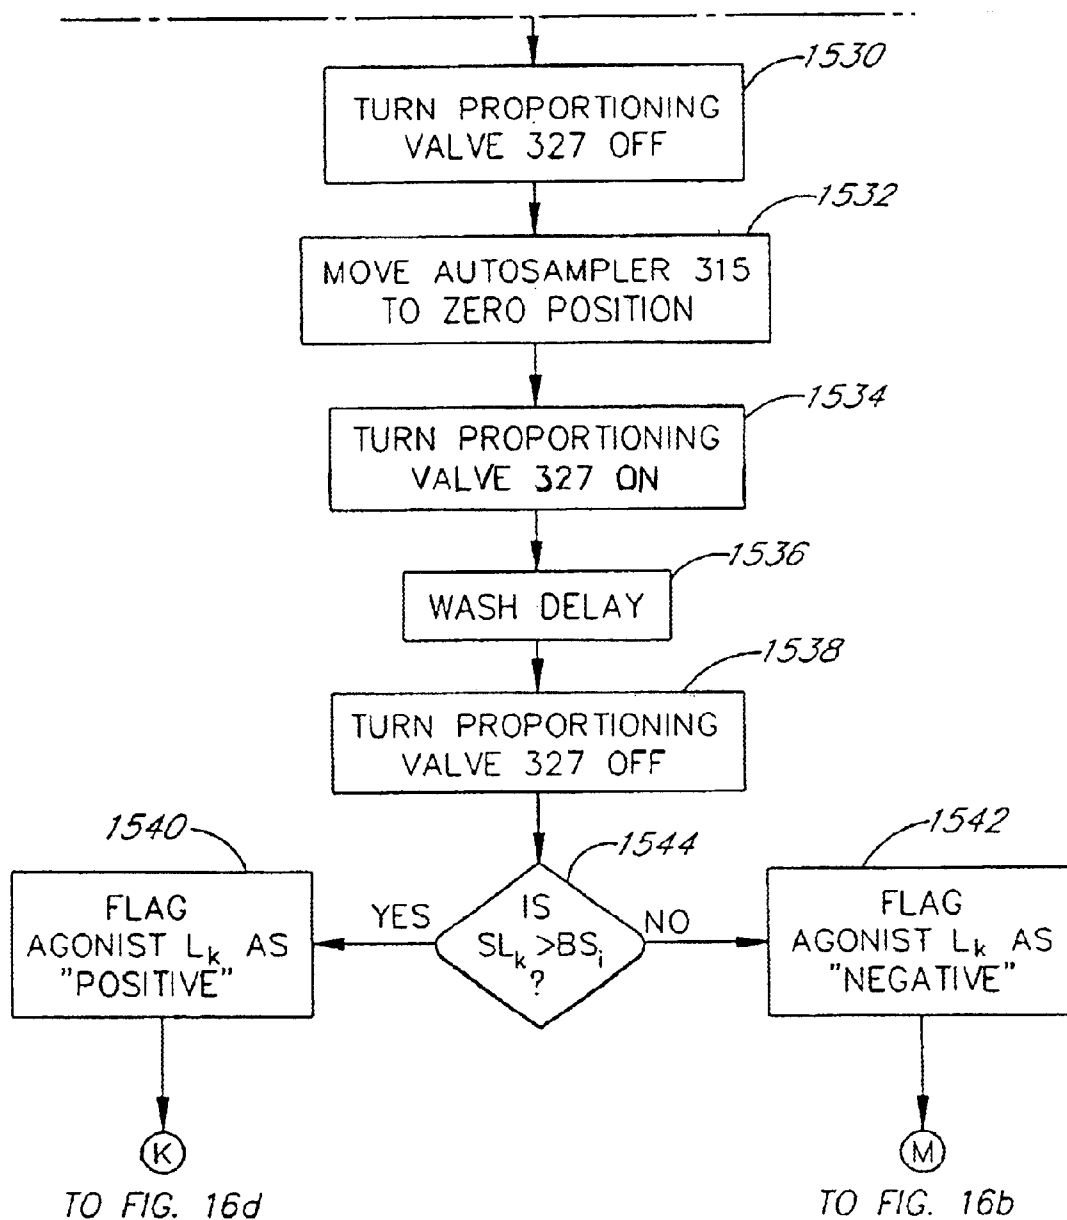 1530
TURN PROPORTIONING
VALVE 327 OFF
1532
MOVE AUTOSAMPLER 315
TO ZERO POSITION
1534
TURN PROPORTIONING
VALVE 327 ON
1536
WASH DELAY
1538
TURN PROPORTIONING
VALVE 327 OFF
1540
FLAG
AGONIST Lk AS
"POSITIVE"
YES
1544
IS
SLk >BSi
?
NO
1542
FLAG
AGONIST Lk AS
"NEGATIVE"
K
TO FIG. 16d
M
TO FIG. 16b